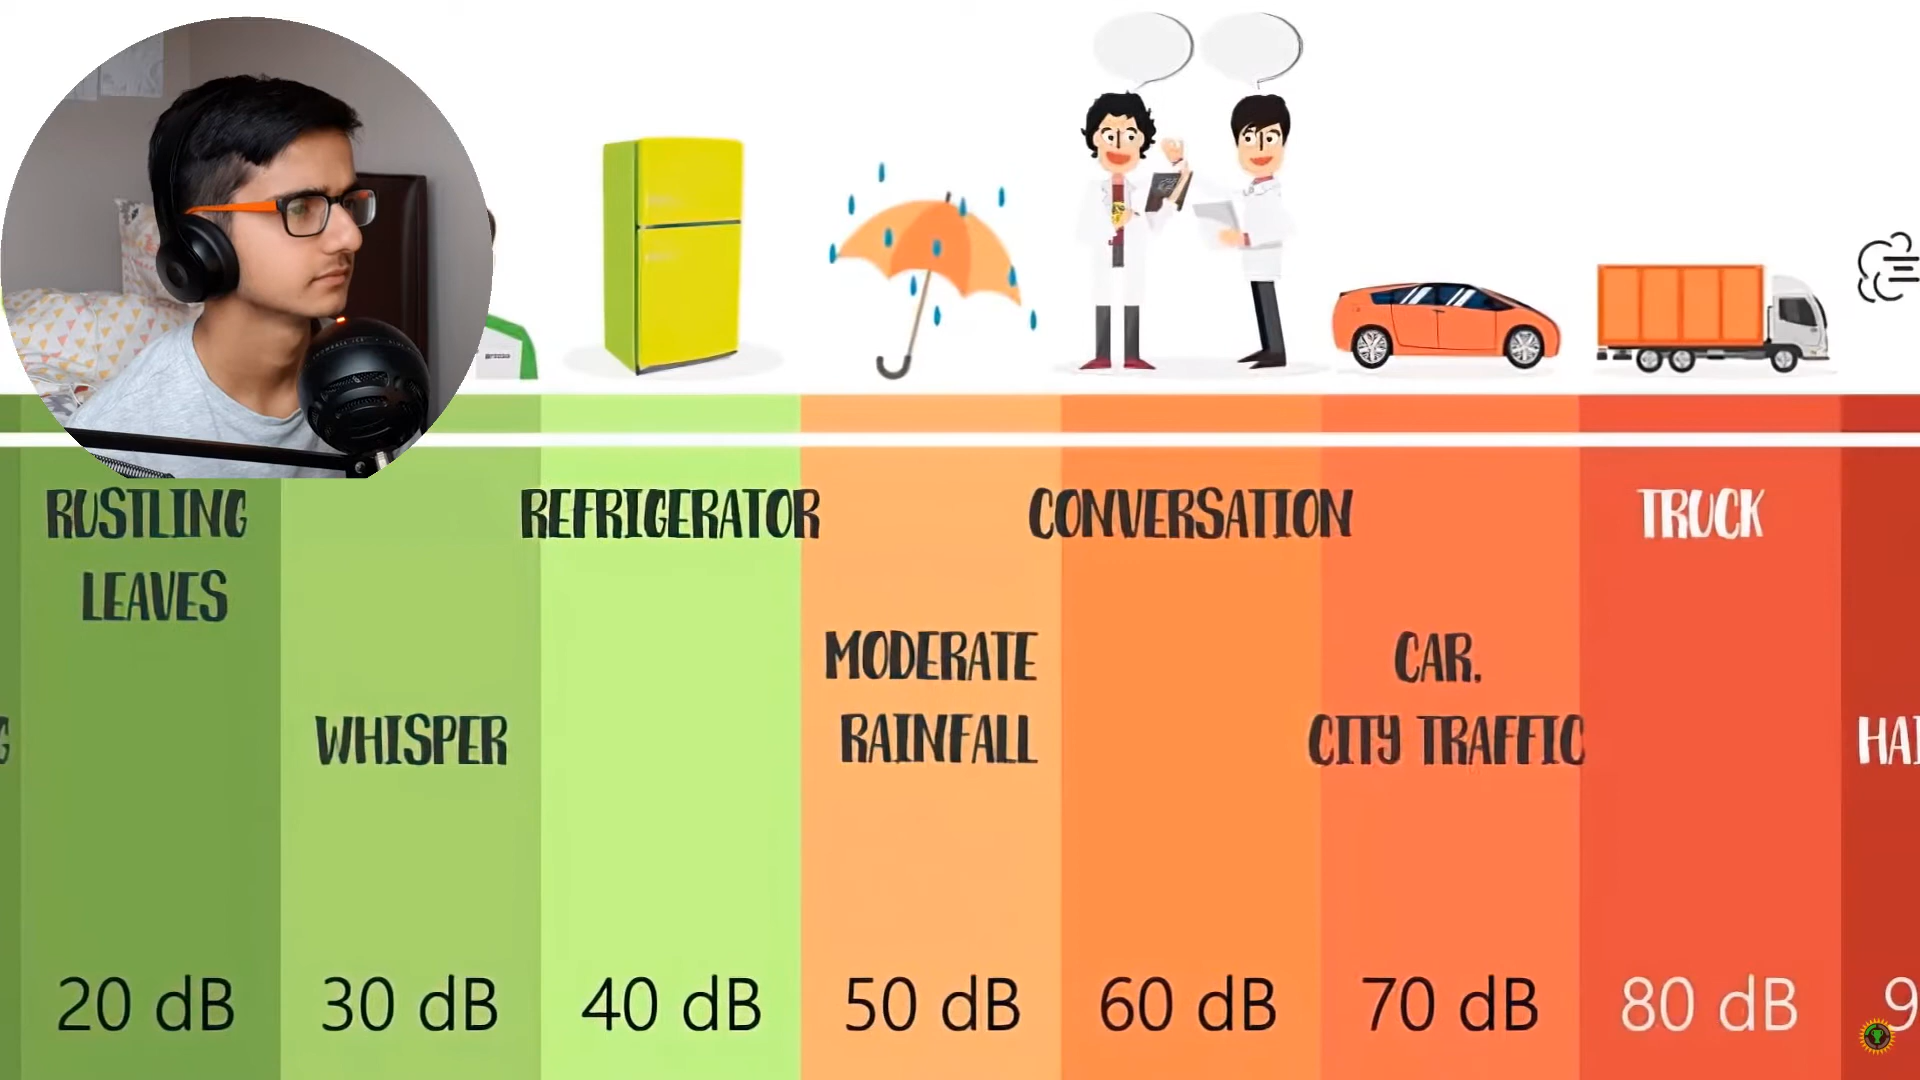 RUSTLING
LEAVES
WHISPER
REFRIGERATOR
MODERATE
RAINFALL
CONVERSATION
CAR,
CITY TRAFFIC
TRUCK
20 dB
30 dB
40 dB
50 dB
60 dB
70 dB
80 dB